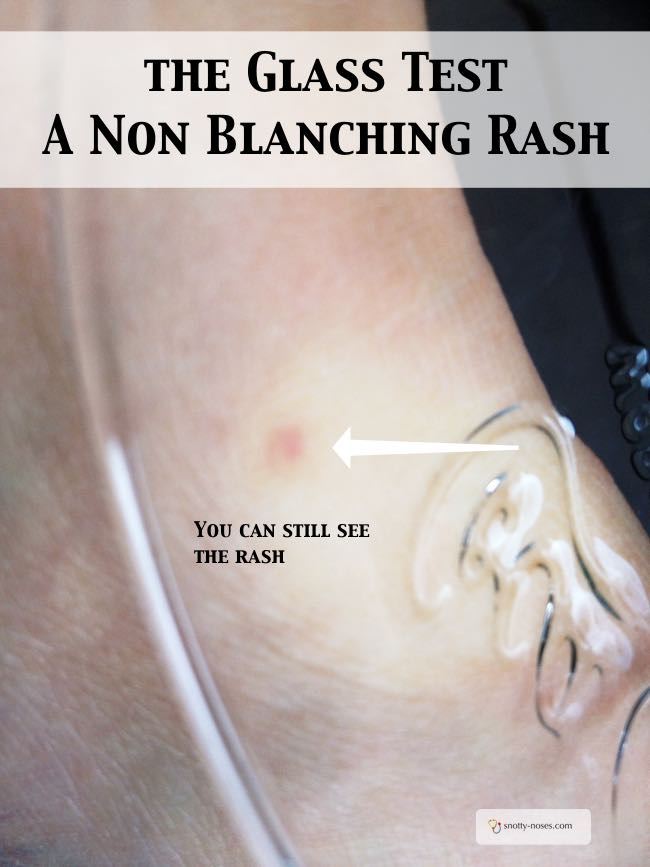 the Glass Test
A Non Blanching Rash
You can still see
the rash
snotty-noses.com